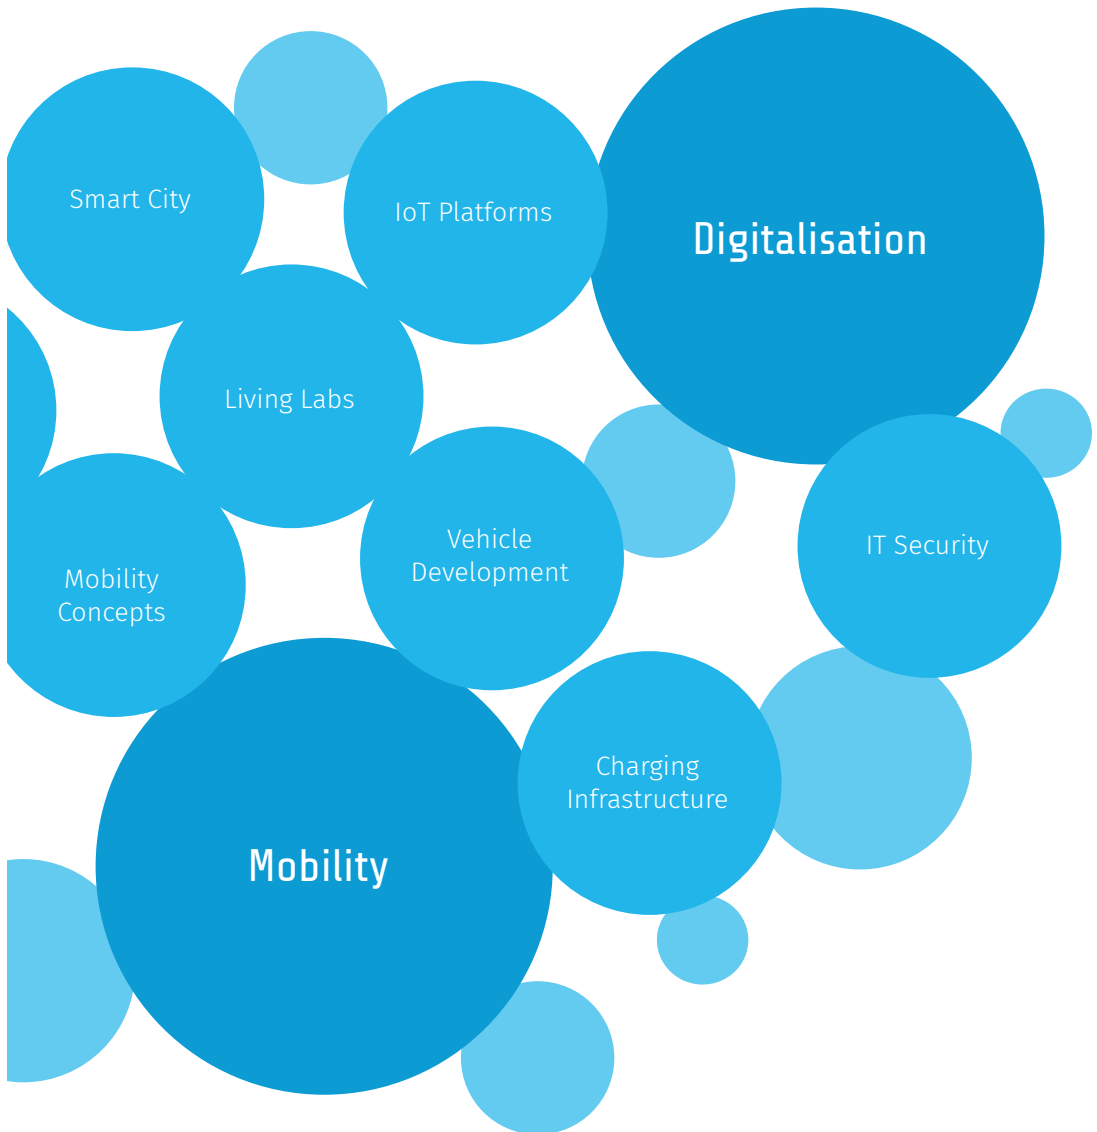 Smart City
IoT Platforms
Digitalisation
Living Labs
Vehicle
Development
IT Security
Mobility
Concepts
Charging
Infrastructure
Mobility